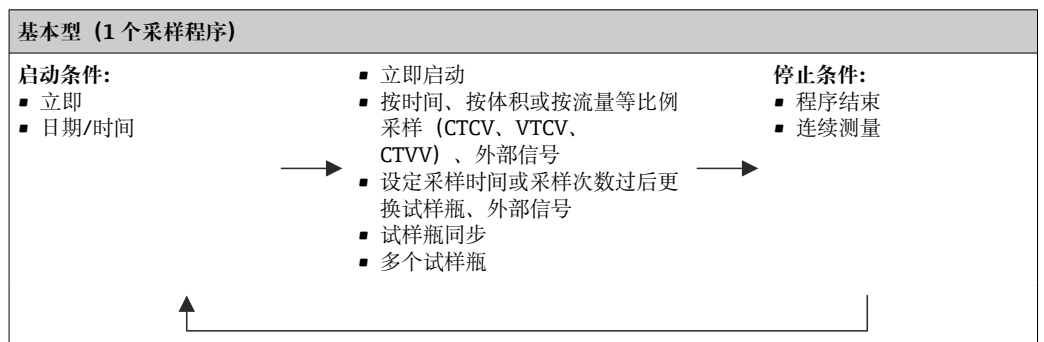 基本型（1 个采样程序）
启动条件：
▪ 立即
▪ 日期/时间
▪ 立即启动
▪ 按时间、按体积或按流量等比例
采样（CTCV、VTCV、
CTVV）、外部信号
▪ 设定采样时间或采样次数过后更
换试样瓶、外部信号
▪ 试样瓶同步
▪ 多个试样瓶
停止条件：
▪ 程序结束
▪ 连续测量